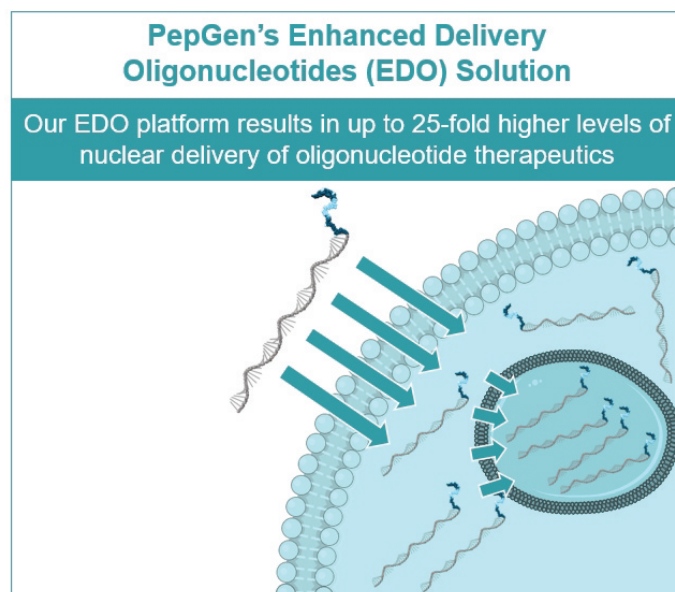 PepGen's Enhanced Delivery
Oligonucleotides (EDO) Solution
Our EDO platform results in up to 25-fold higher levels of
nuclear delivery of oligonucleotide therapeutics